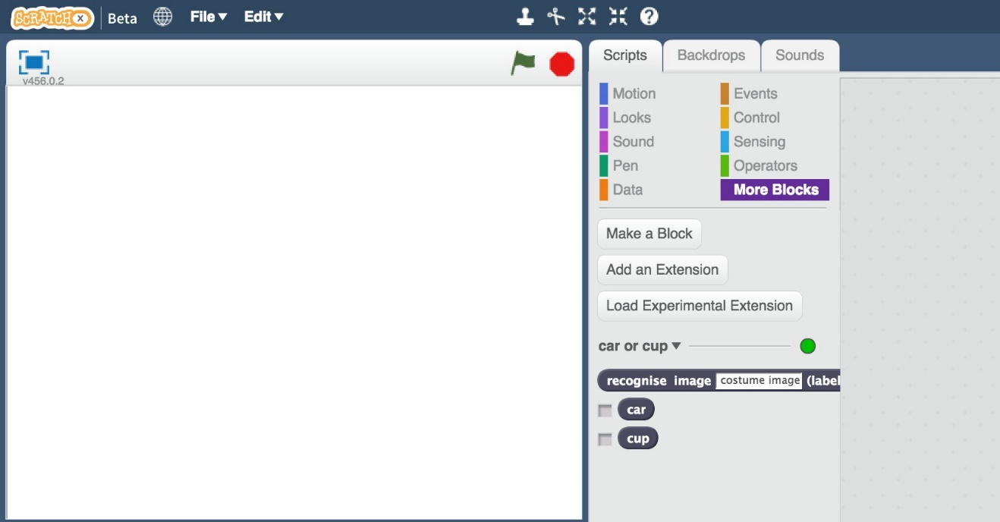 SCRATCH X Beta File Edit ?
v456.0.2
Scripts Backdrops Sounds
Motion Events
Looks Control
Sound Sensing
Pen Operators
Data More Blocks
Make a Block
Add an Extension
Load Experimental Extension
car or cup
recognise image costume image (label
car
cup